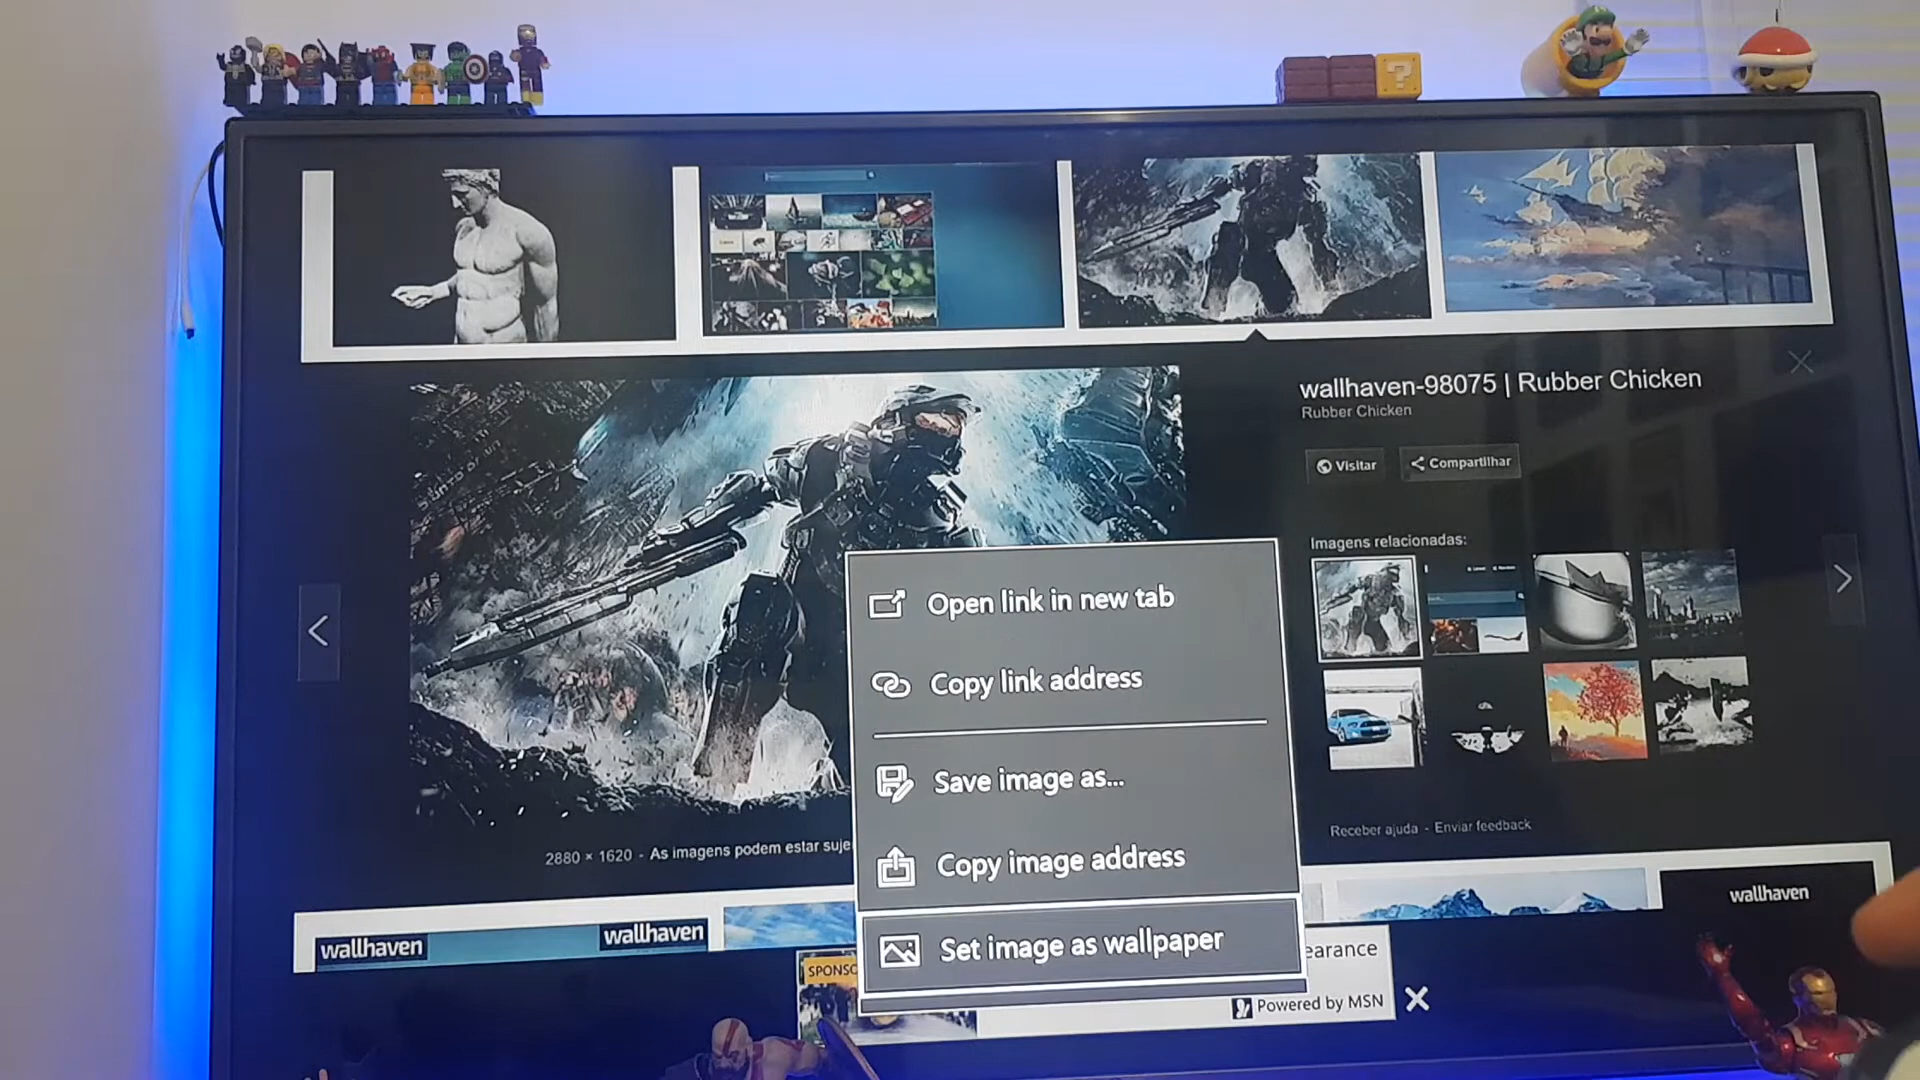 wallhaven-98075 | Rubber Chicken
Rubber Chicken
Visitar
Compartilhar
Imagens relacionadas:
Open link in new tab
Copy link address
Save image as...
Copy image address
Set image as wallpaper
2880 × 1620 - As imagens podem estar suje
Receber ajuda - Enviar feedback
wallhaven
wallhaven
wallhaven
SPONSO
earance
Powered by MSN
?